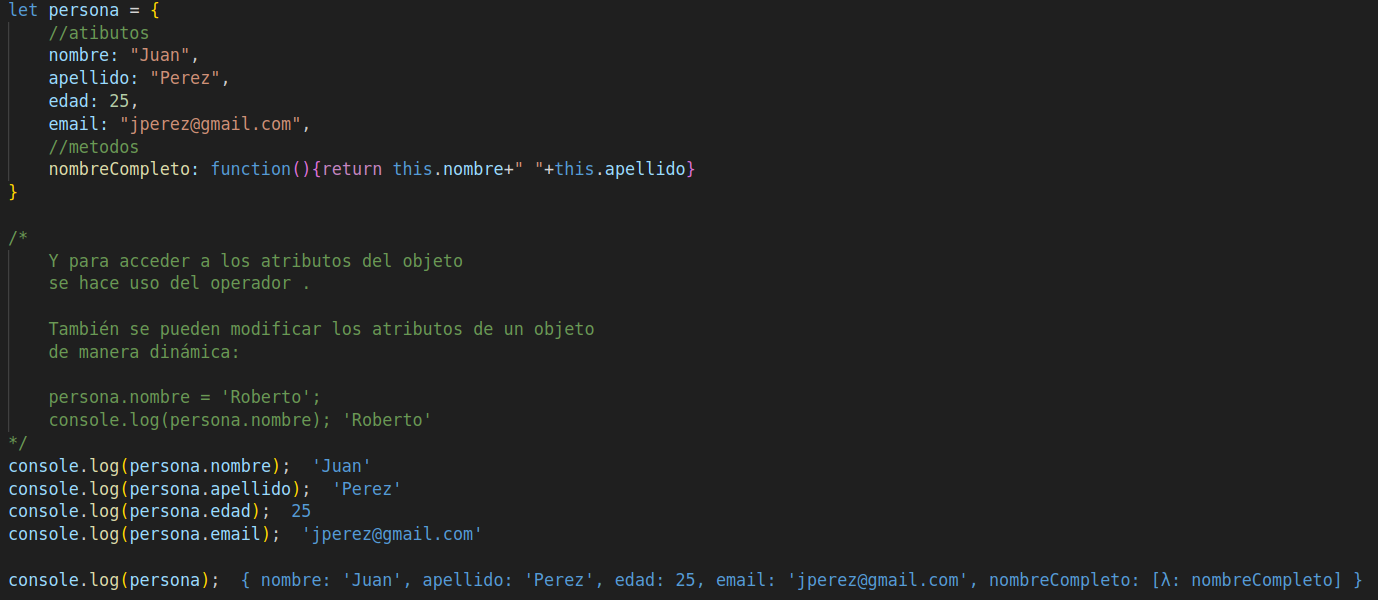 let persona = {
//atibutos
nombre: "Juan",
apellido: "Perez",
edad: 25,
email: "jperez@gmail.com",
//metodos
nombreCompleto: function(){return this.nombre+" "+this.apellido}
}
/*
Y para acceder a los atributos del objeto
se hace uso del operador .
También se pueden modificar los atributos de un objeto
de manera dinámica:
persona.nombre = 'Roberto';
console.log(persona.nombre); 'Roberto'
*/
console.log(persona.nombre);  'Juan'
console.log(persona.apellido);  'Perez'
console.log(persona.edad);  25
console.log(persona.email);  'jperez@gmail.com'
console.log(persona);  { nombre: 'Juan', apellido: 'Perez', edad: 25, email: 'jperez@gmail.com', nombreCompleto: [λ: nombreCompleto] }